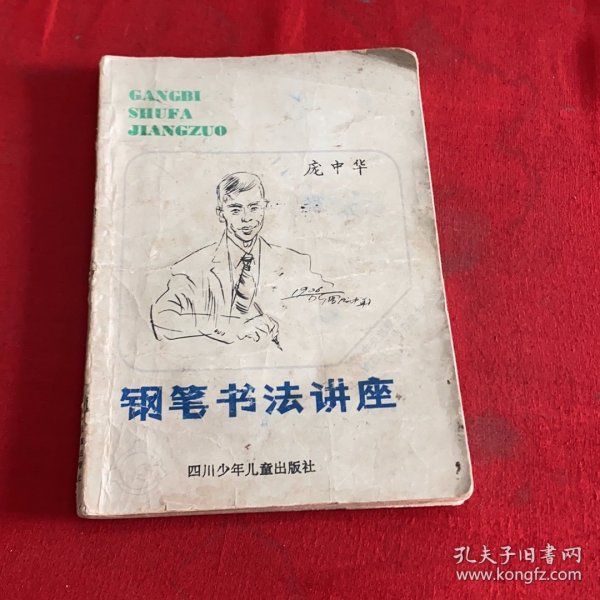 GANGBI
SHUFA
JIANGZUO
庞中华
钢笔书法讲座
四川少年儿童出版社
孔夫子旧书网
www.kongfz.com